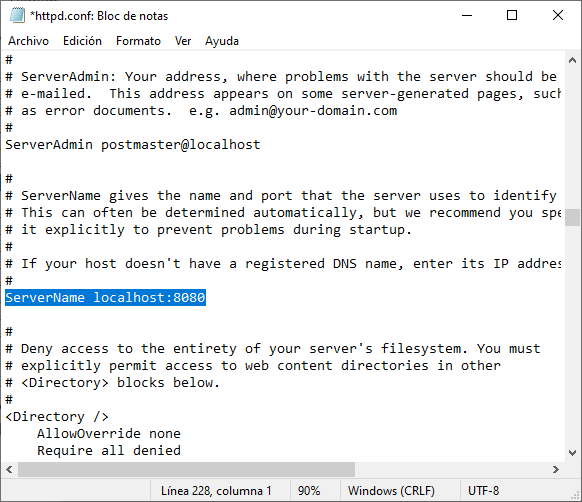 *httpd.conf: Bloc de notas
Archivo Edición Formato Ver Ayuda
#
# ServerAdmin: Your address, where problems with the server should be
# e-mailed.  This address appears on some server-generated pages, such
# as error documents.  e.g. admin@your-domain.com
#
ServerAdmin postmaster@localhost

#
# ServerName gives the name and port that the server uses to identify
# This can often be determined automatically, but we recommend you spe
# it explicitly to prevent problems during startup.
#
# If your host doesn't have a registered DNS name, enter its IP addres
#
ServerName localhost:8080

#
# Deny access to the entirety of your server's filesystem. You must
# explicitly permit access to web content directories in other
# <Directory> blocks below.
#
<Directory />
    AllowOverride none
    Require all denied
Línea 228, columna 1 90% Windows (CRLF) UTF-8